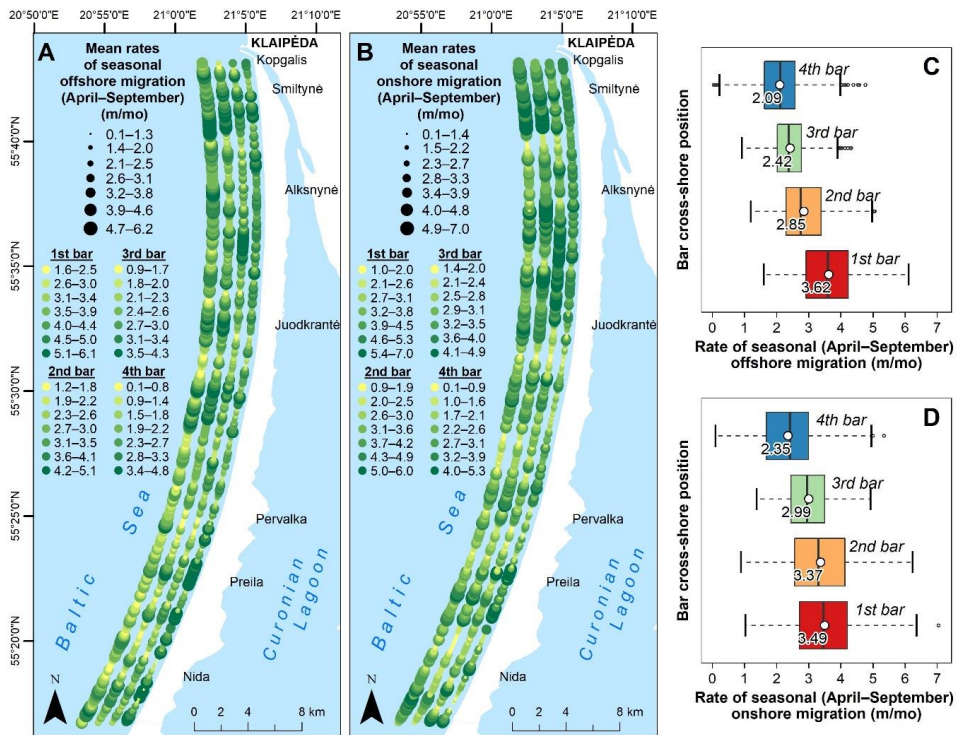 20°50'0"E 20°55'0"E 21°0'0"E 21°5'0"E 21°10'0"E
20°55'0"E 21°0'0"E 21°5'0"E 21°10'0"E
55°40'0"N
55°35'0"N
55°30'0"N
55°25'0"N
55°20'0"N
A
Mean rates
of seasonal
offshore migration
(April–September)
(m/mo)
0.1–1.3
1.4–2.0
2.1–2.5
2.6–3.1
3.2–3.8
3.9–4.6
4.7–6.2
1st bar 3rd bar
1.6–2.5 0.9–1.7
2.6–3.0 1.8–2.0
3.1–3.4 2.1–2.3
3.5–3.9 2.4–2.6
4.0–4.4 2.7–3.0
4.5–5.0 3.1–3.4
5.1–6.1 3.5–4.3
2nd bar 4th bar
1.2–1.8 0.1–0.8
1.9–2.2 0.9–1.4
2.3–2.6 1.5–1.8
2.7–3.0 1.9–2.2
3.1–3.5 2.3–2.7
3.6–4.1 2.8–3.3
4.2–5.1 3.4–4.8
KLAIPĖDA
Kopgalis
Smiltynė
Alksnynė
Juodkrantė
Pervalka
Preila
Nida
Baltic Sea
Curonian
Lagoon
N
0 2 4 8 km
B
Mean rates
of seasonal
onshore migration
(April–September)
(m/mo)
0.1–1.4
1.5–2.2
2.3–2.7
2.8–3.3
3.4–3.9
4.0–4.8
4.9–7.0
1st bar 3rd bar
1.0–2.0 1.4–2.0
2.1–2.6 2.1–2.4
2.7–3.1 2.5–2.8
3.2–3.8 2.9–3.1
3.9–4.5 3.2–3.5
4.6–5.3 3.6–4.0
5.4–7.0 4.1–4.9
2nd bar 4th bar
0.9–1.9 0.1–0.9
2.0–2.5 1.0–1.6
2.6–3.0 1.7–2.1
3.1–3.6 2.2–2.6
3.7–4.2 2.7–3.1
4.3–4.9 3.2–3.9
5.0–6.0 4.0–5.3
KLAIPĖDA
Kopgalis
Smiltynė
Alksnynė
Juodkrantė
Pervalka
Preila
Nida
Baltic Sea
Curonian
Lagoon
N
0 2 4 8 km
C
Bar cross-shore position
4th bar
2.09
3rd bar
2.42
2nd bar
2.85
1st bar
3.62
0 1 2 3 4 5 6 7
Rate of seasonal (April–September)
offshore migration (m/mo)
D
Bar cross-shore position
4th bar
2.35
3rd bar
2.99
2nd bar
3.37
1st bar
3.49
0 1 2 3 4 5 6 7
Rate of seasonal (April–September)
onshore migration (m/mo)